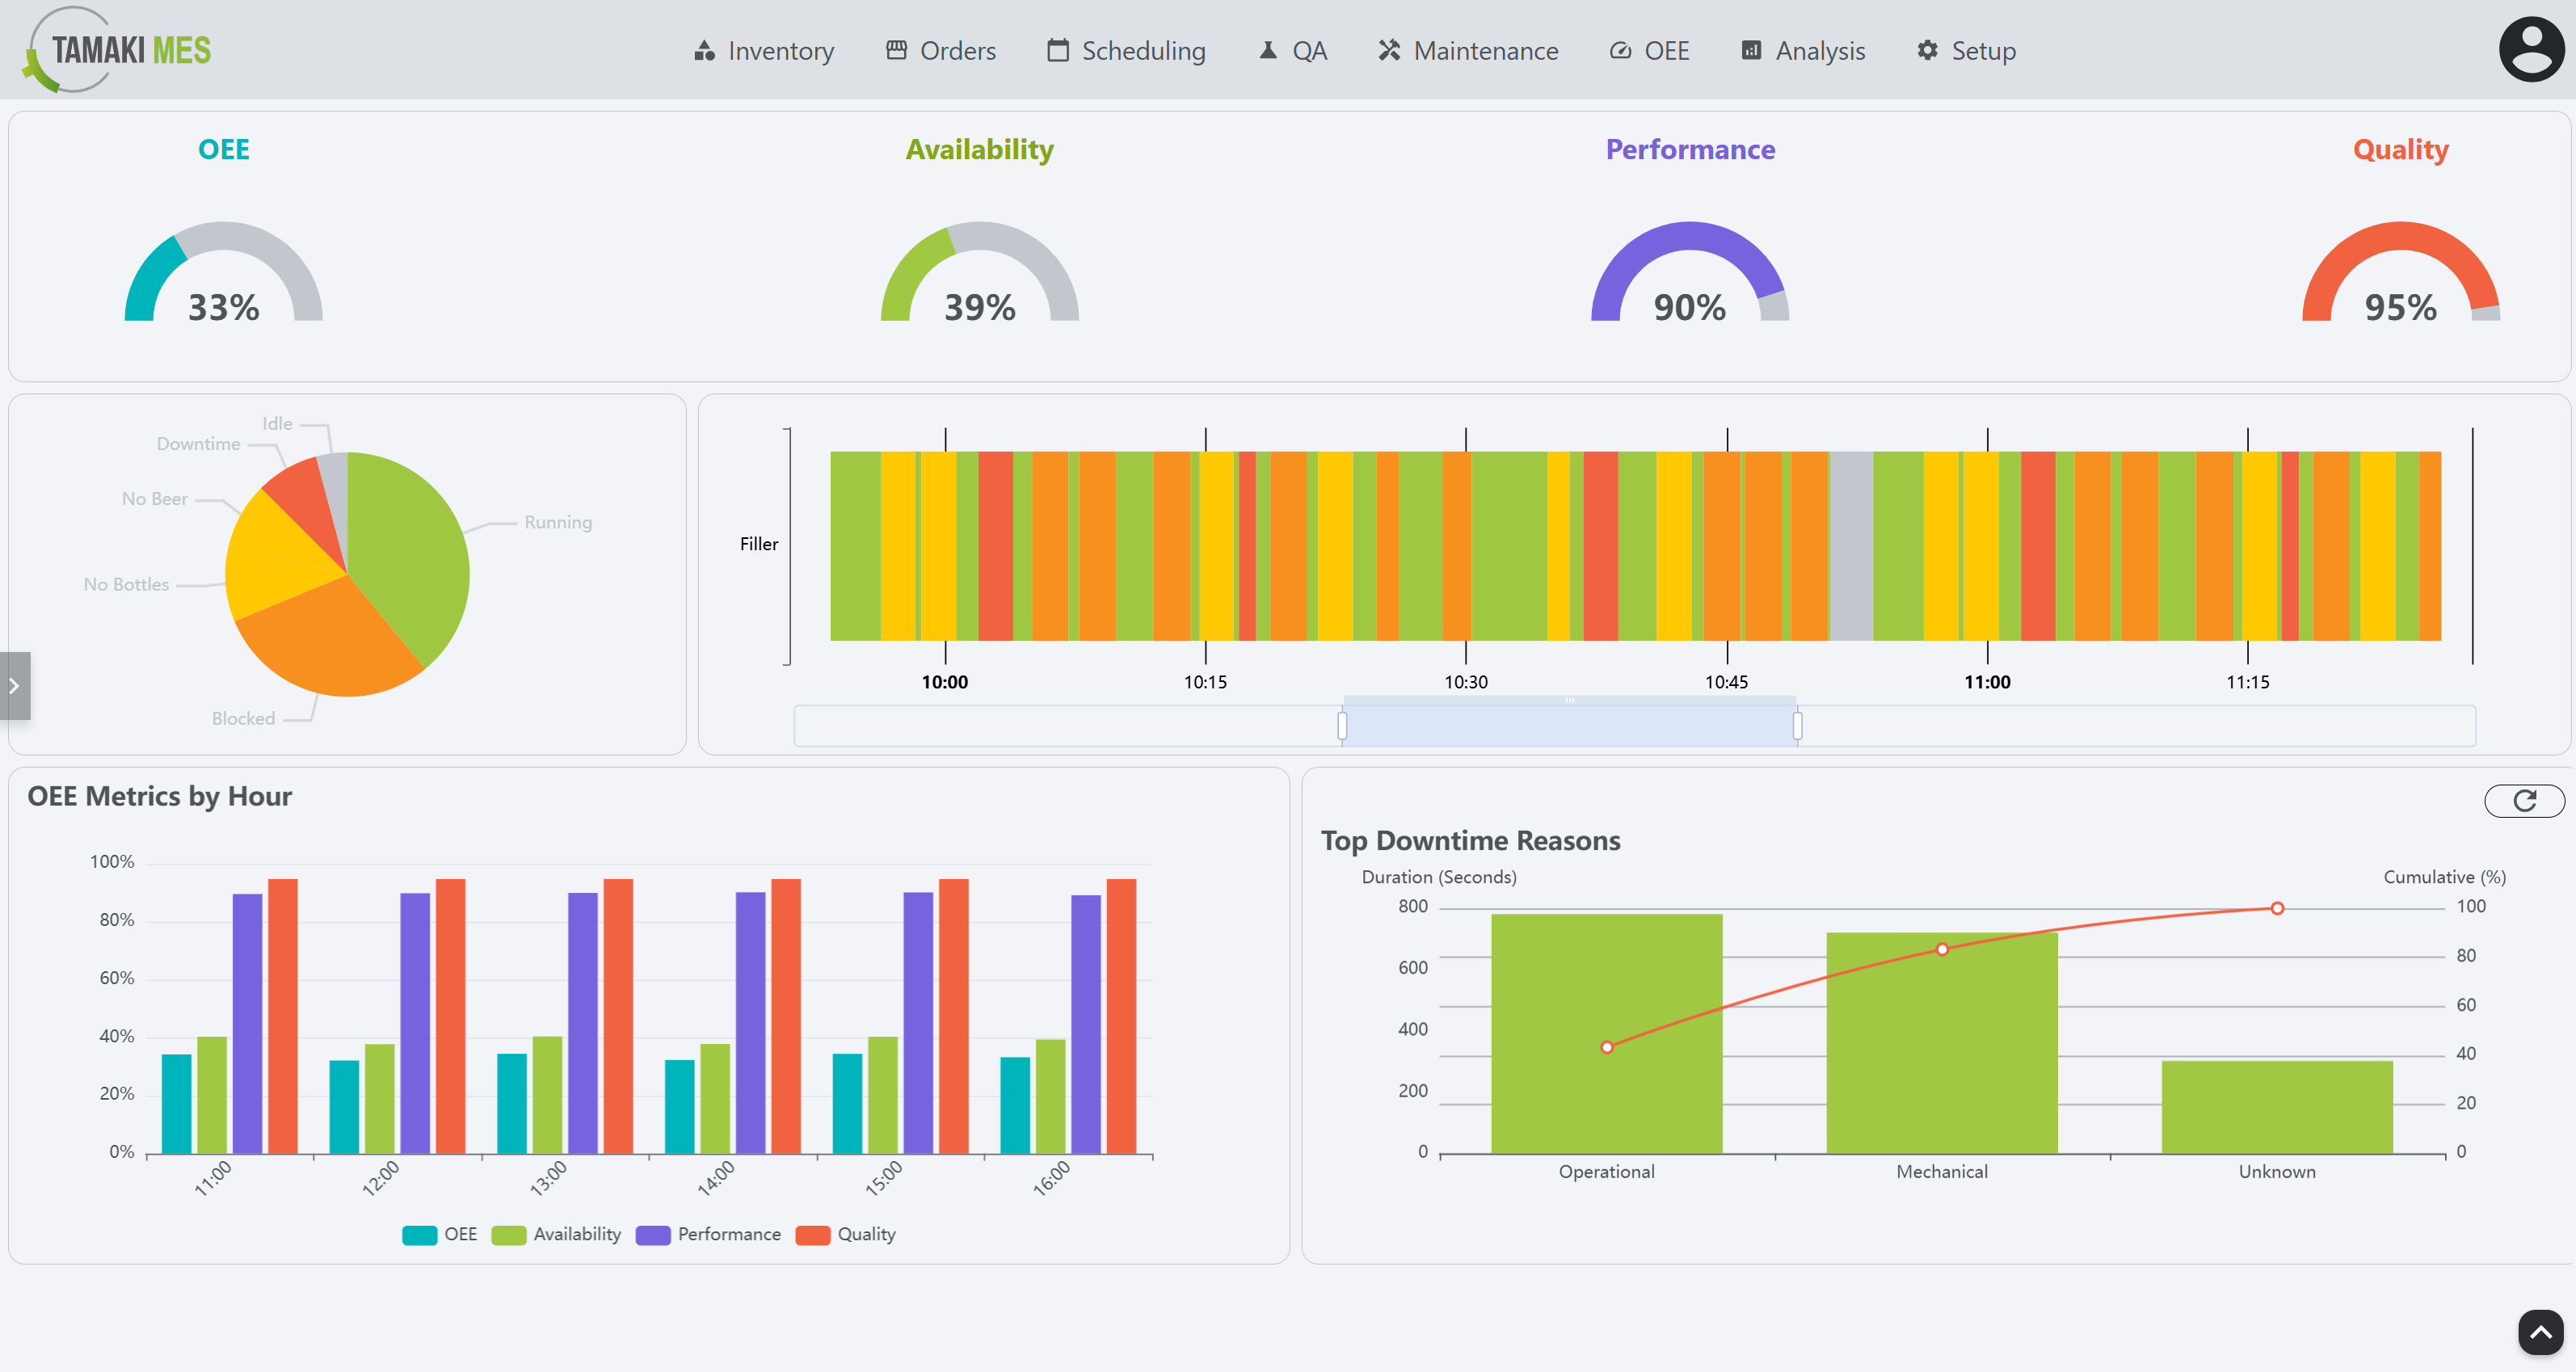 TAMAKI MES
Inventory
Orders
Scheduling
QA
Maintenance
OEE
Analysis
Setup
OEE
Availability
Performance
Quality
33%
39%
90%
95%
Idle
Downtime
No Beer
Running
No Bottles
Blocked
Filler
10:00
10:15
10:30
10:45
11:00
11:15
OEE Metrics by Hour
100%
80%
60%
40%
20%
0%
11:00
12:00
13:00
14:00
15:00
16:00
OEE
Availability
Performance
Quality
Top Downtime Reasons
Duration (Seconds)
Cumulative (%)
800
600
400
200
0
100
80
60
40
20
0
Operational
Mechanical
Unknown